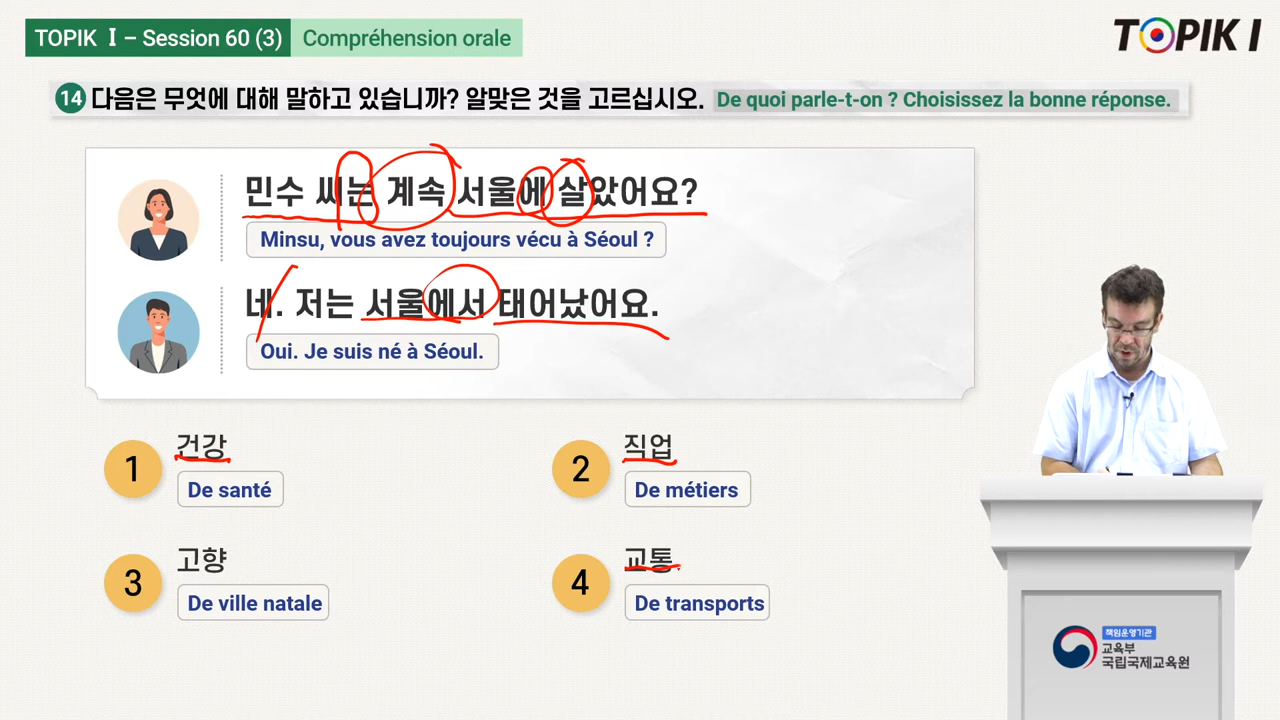 TOPIK I – Session 60 (3) Compréhension orale
TOPIK I
14 다음은 무엇에 대해 말하고 있습니까? 알맞은 것을 고르십시오. De quoi parle-t-on ? Choisissez la bonne réponse.
민수 씨는 계속 서울에 살았어요?
Minsu, vous avez toujours vécu à Séoul ?
네. 저는 서울에서 태어났어요.
Oui. Je suis né à Séoul.
1 건강
De santé
2 직업
De métiers
3 고향
De ville natale
4 교통
De transports
책임운영기관
교육부
국립국제교육원